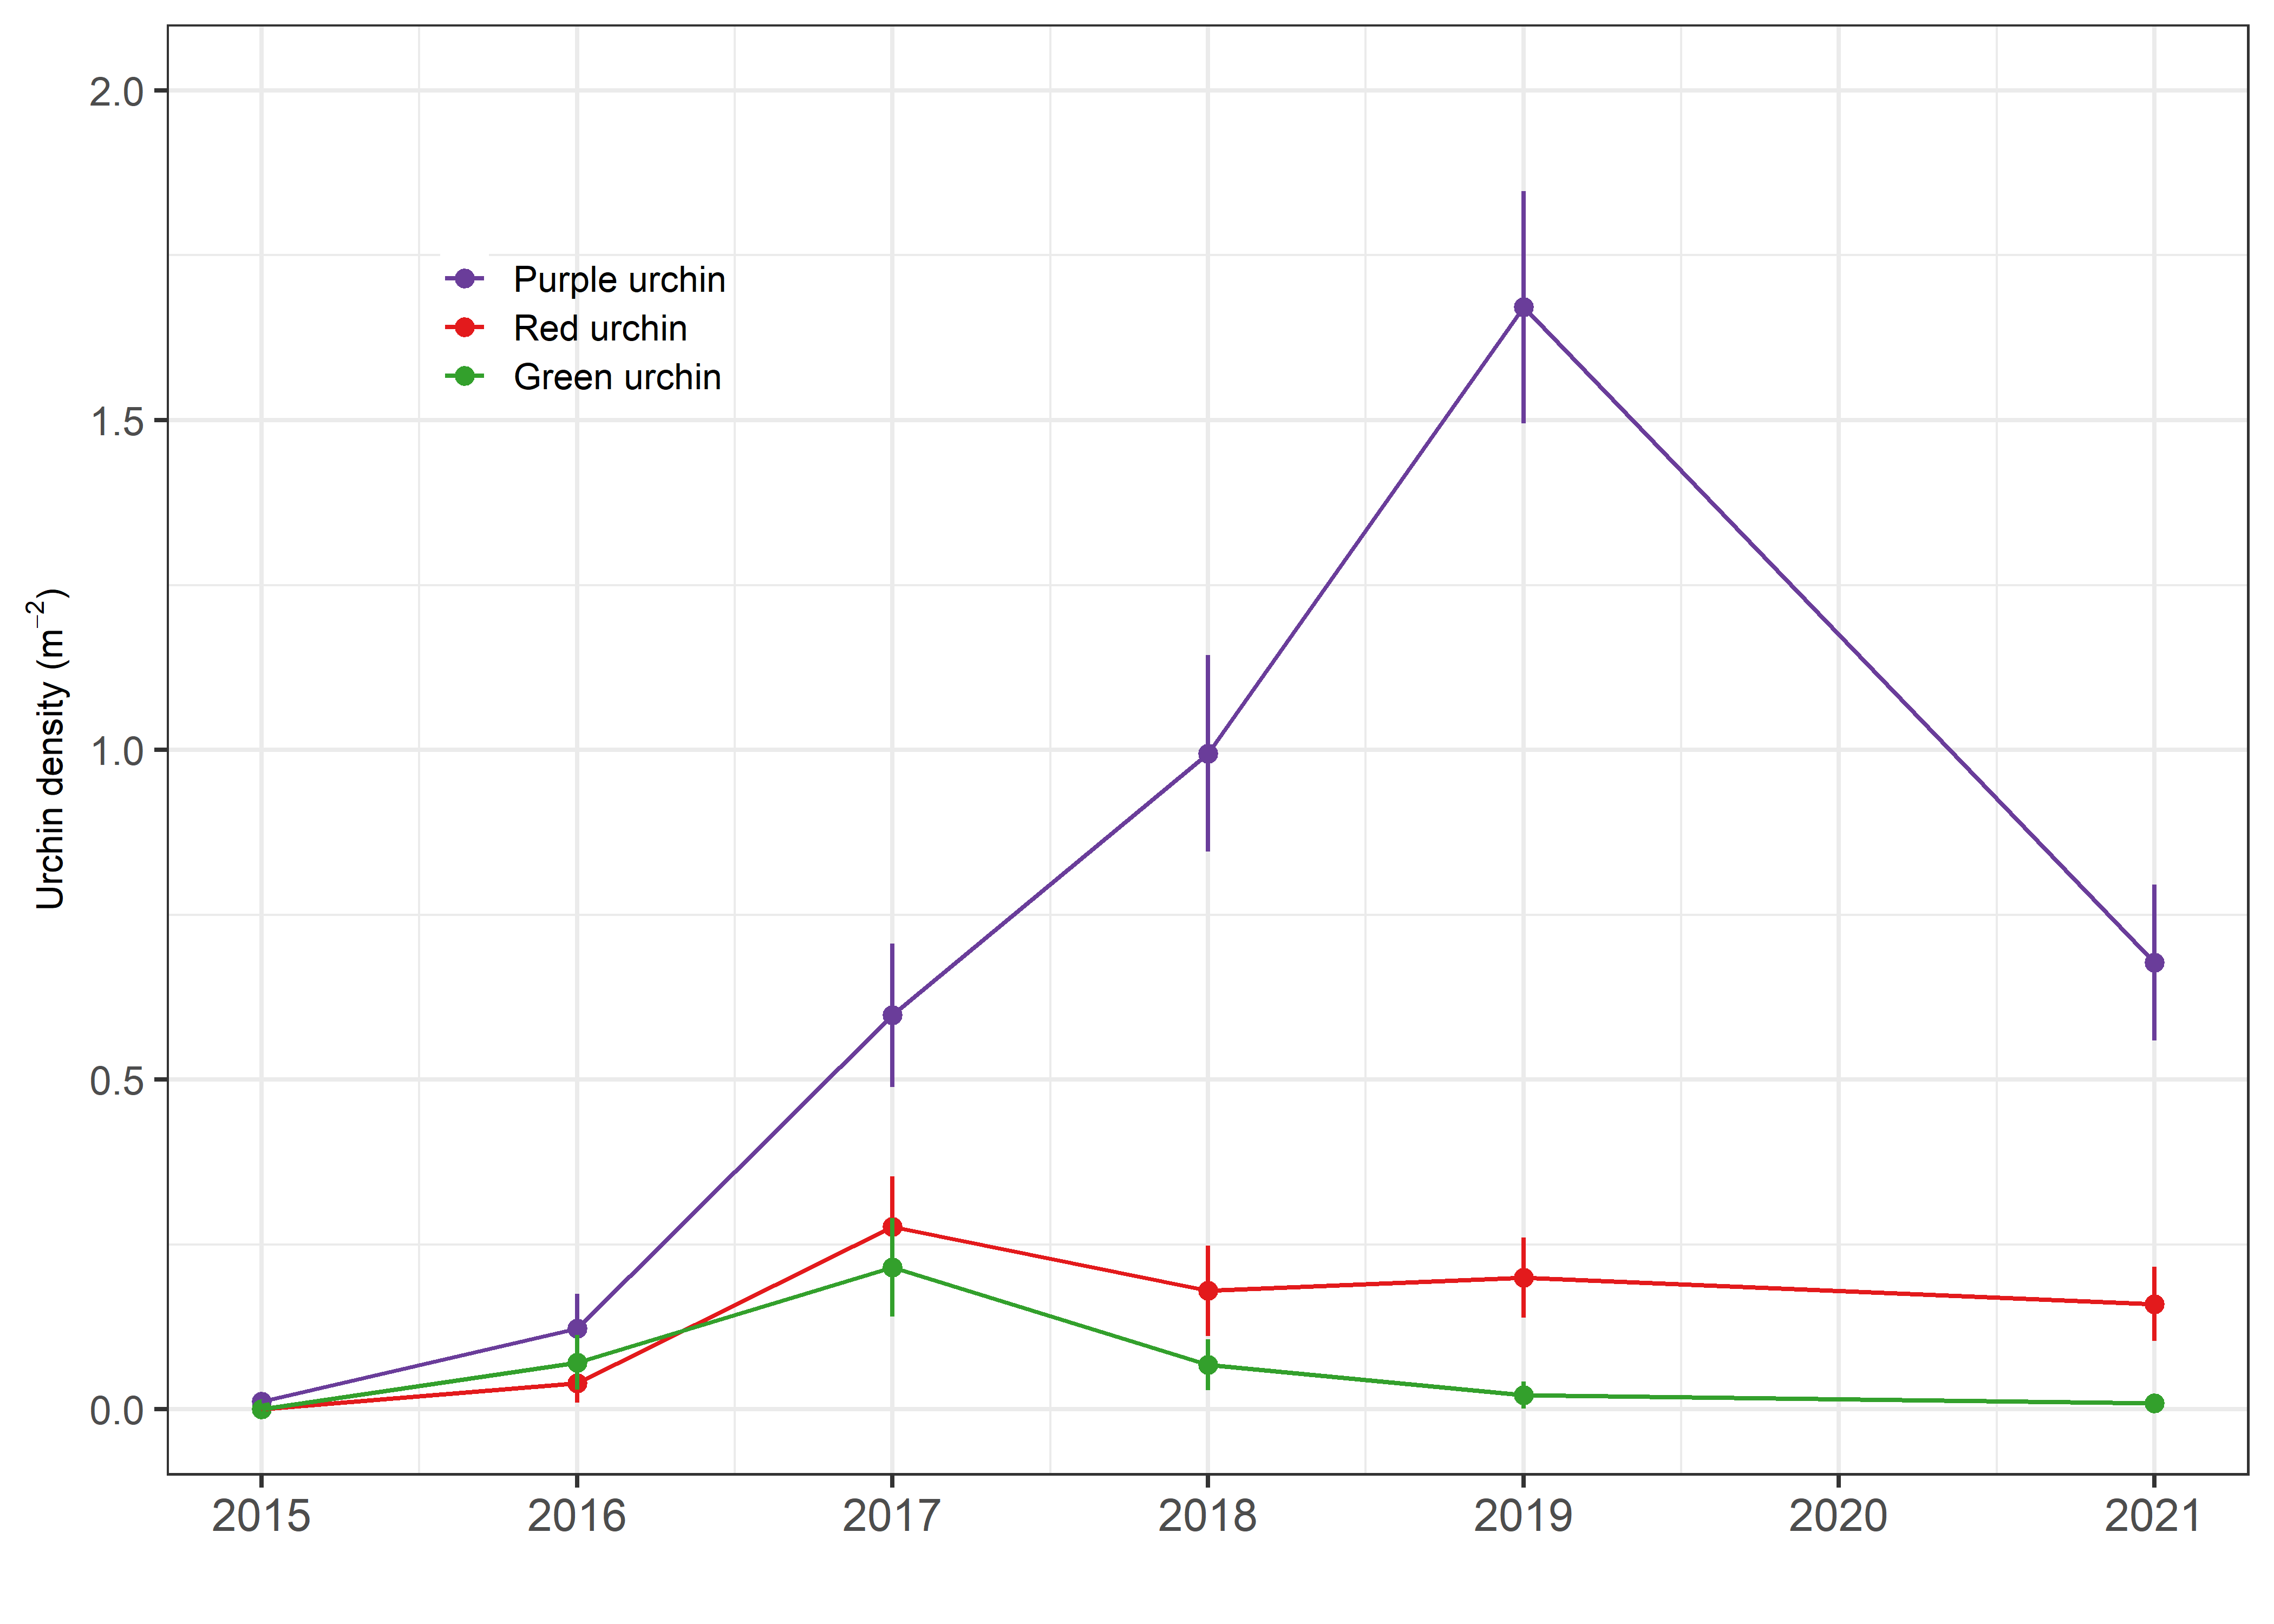 2.0
1.5
1.0
0.5
0.0
Urchin density (m⁻²)
Purple urchin
Red urchin
Green urchin
2015 2016 2017 2018 2019 2020 2021